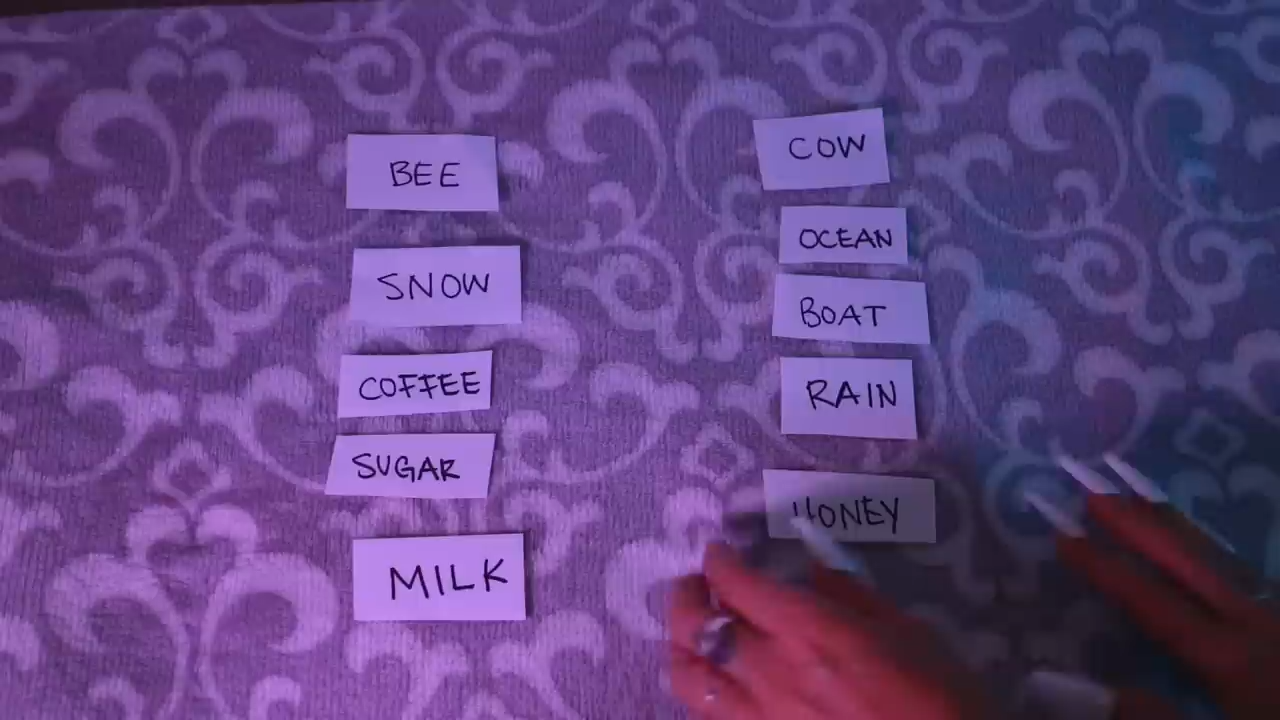 BEE
SNOW
COFFEE
SUGAR
MILK
COW
OCEAN
BOAT
RAIN
HONEY